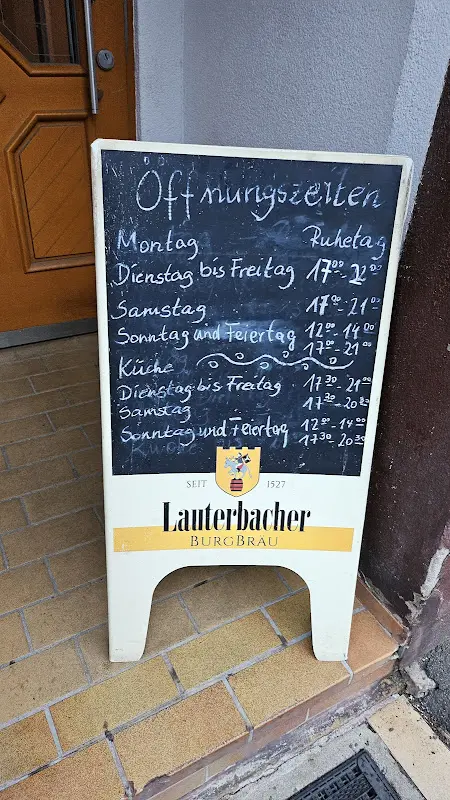 Öffnungszeiten
Montag Ruhetag
Dienstag bis Freitag 17⁰⁰-22⁰⁰
Samstag 17⁰⁰-21⁰⁰
Sonntag und Feiertag 12⁰⁰-14⁰⁰
17⁰⁰-21⁰⁰
Küche
Dienstag bis Freitag 17³⁰-21⁰⁰
Samstag 17³⁰-20³⁰
Sonntag und Feiertag 12⁰⁰-14⁰⁰
17³⁰-20³⁰
SEIT 1527
Lauterbacher
BURGBRÄU